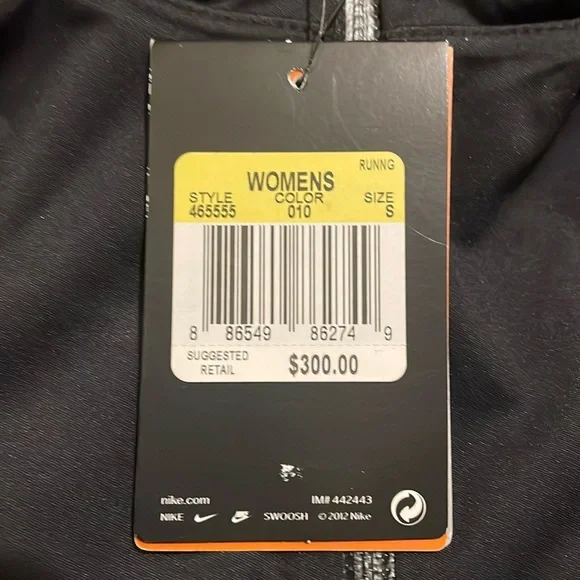 RUNNG
WOMENS
STYLE COLOR SIZE
465555 010 S
8 86549 86274 9
SUGGESTED RETAIL $300.00
nike.com IM# 442443
NIKE SWOOSH © 2012 Nike